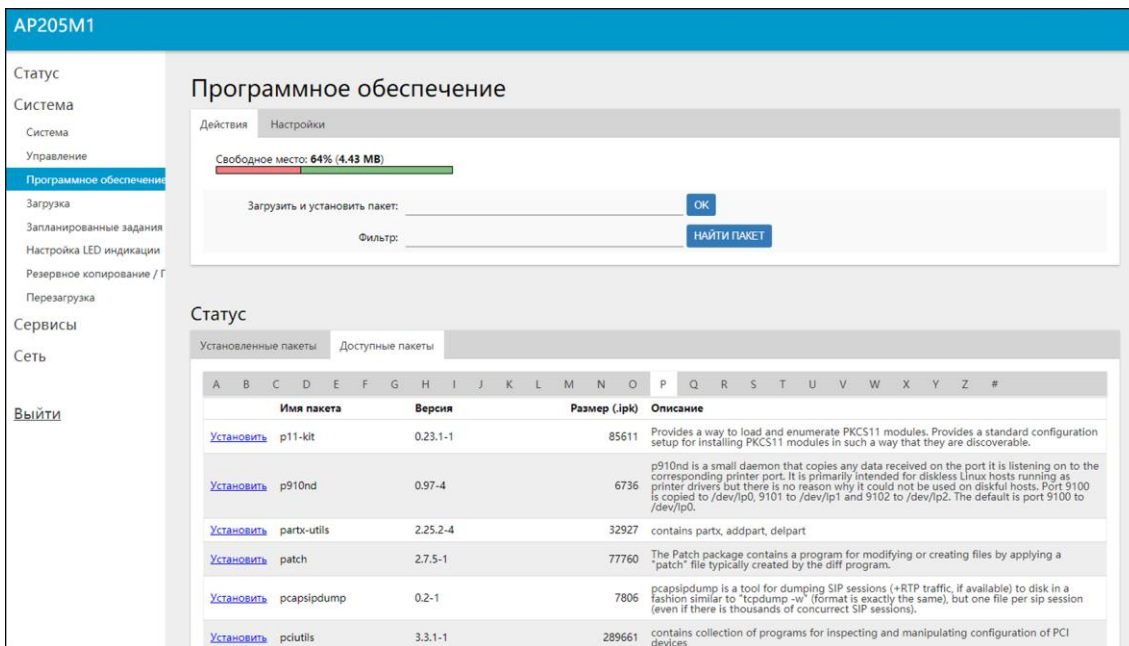 AP205M1
Статус
Система
Система
Управление
Программное обеспечение
Загрузка
Запланированные задания
Настройка LED индикации
Резервное копирование / П
Перезагрузка
Сервисы
Сеть
Выйти
Программное обеспечение
Действия Настройки
Свободное место: 64% (4.43 MB)
Загрузить и установить пакет: OK
Фильтр: НАЙТИ ПАКЕТ
Статус
Установленные пакеты Доступные пакеты
A B C D E F G H I J K L M N O P Q R S T U V W X Y Z #
Имя пакета Версия Размер (.ipk) Описание
Установить p11-kit 0.23.1-1 85611 Provides a way to load and enumerate PKCS11 modules. Provides a standard configuration
setup for installing PKCS11 modules in such a way that they are discoverable.
p910nd is a small daemon that copies any data received on the port it is listening on to the
corresponding printer port. It is primarily intended for diskless Linux hosts running as
Установить p910nd 0.97-4 6736 printer drivers but there is no reason why it could not be used on diskful hosts. Port 9100
is copied to /dev/lp0, 9101 to /dev/lp1 and 9102 to /dev/lp2. The default is port 9100 to
/dev/lp0.
Установить partx-utils 2.25.2-4 32927 contains partx, addpart, delpart
Установить patch 2.7.5-1 77760 The Patch package contains a program for modifying or creating files by applying a
"patch" file typically created by the diff program.
pcapsipdump is a tool for dumping SIP sessions (+RTP traffic, if available) to disk in a
Установить pcapsipdump 0.2-1 7806 fashion similar to "tcpdump -w" (format is exactly the same), but one file per sip session
(even if there is thousands of concurrect SIP sessions).
Установить pciutils 3.3.1-1 289661 contains collection of programs for inspecting and manipulating configuration of PCI
devices